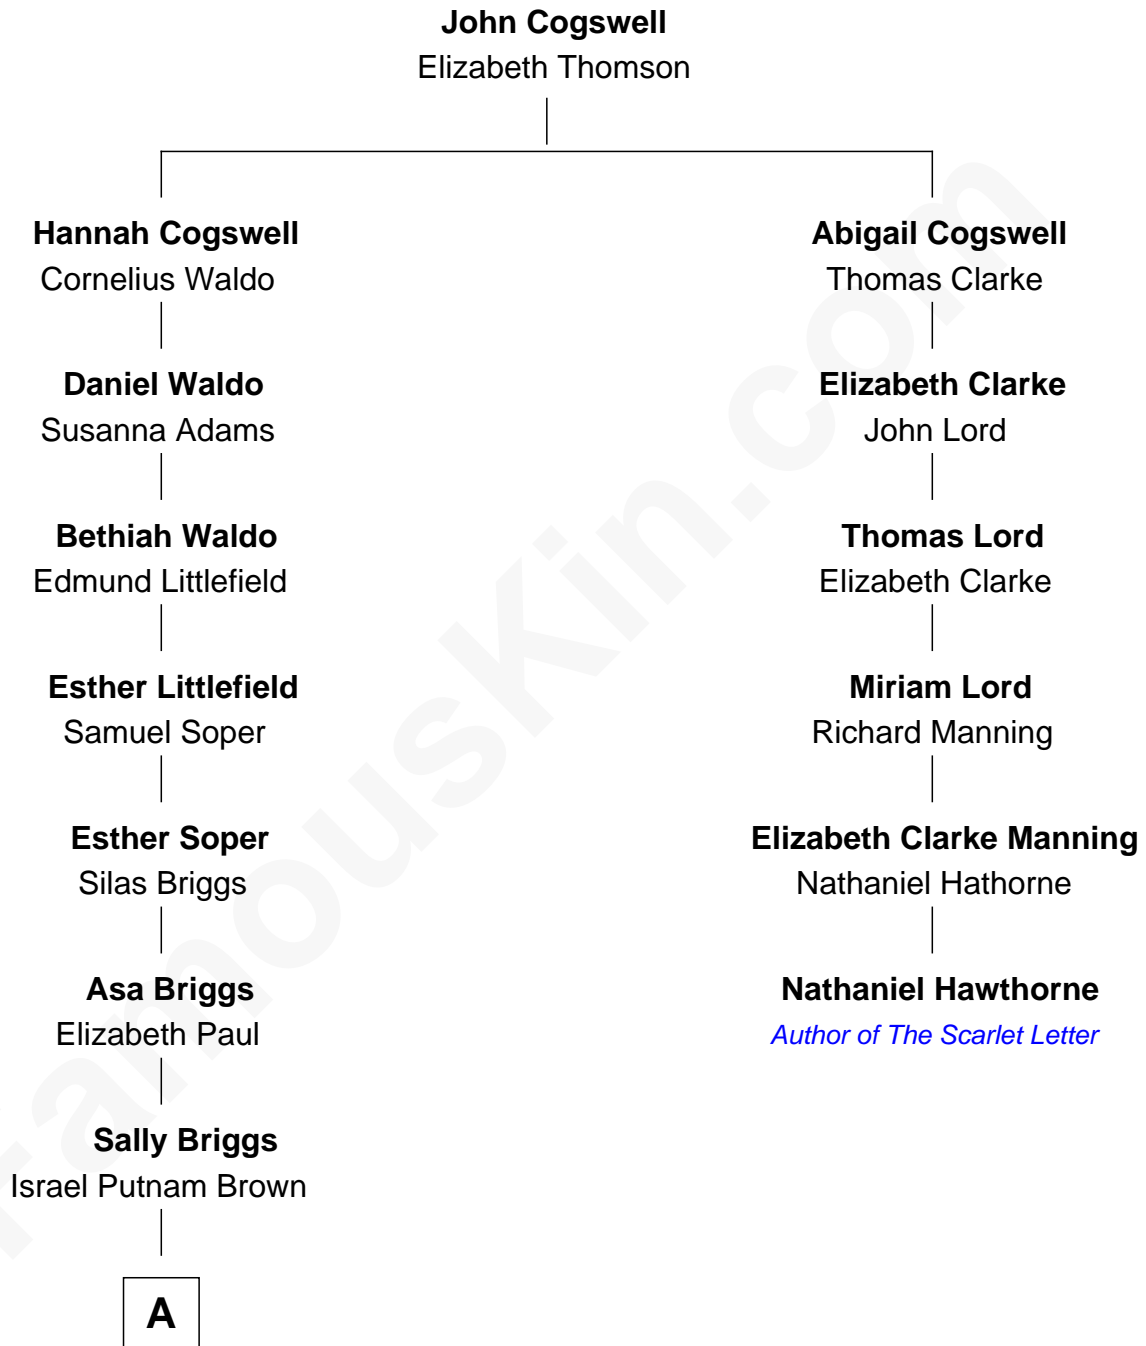 John Cogswell
Elizabeth Thomson
Hannah Cogswell
Cornelius Waldo
Abigail Cogswell
Thomas Clarke
Daniel Waldo
Susanna Adams
Elizabeth Clarke
John Lord
Bethiah Waldo
Edmund Littlefield
Thomas Lord
Elizabeth Clarke
Esther Littlefield
Samuel Soper
Miriam Lord
Richard Manning
Esther Soper
Silas Briggs
Elizabeth Clarke Manning
Nathaniel Hathorne
Asa Briggs
Elizabeth Paul
Nathaniel Hawthorne
Author of The Scarlet Letter
Sally Briggs
Israel Putnam Brown
A
FamousKin.com